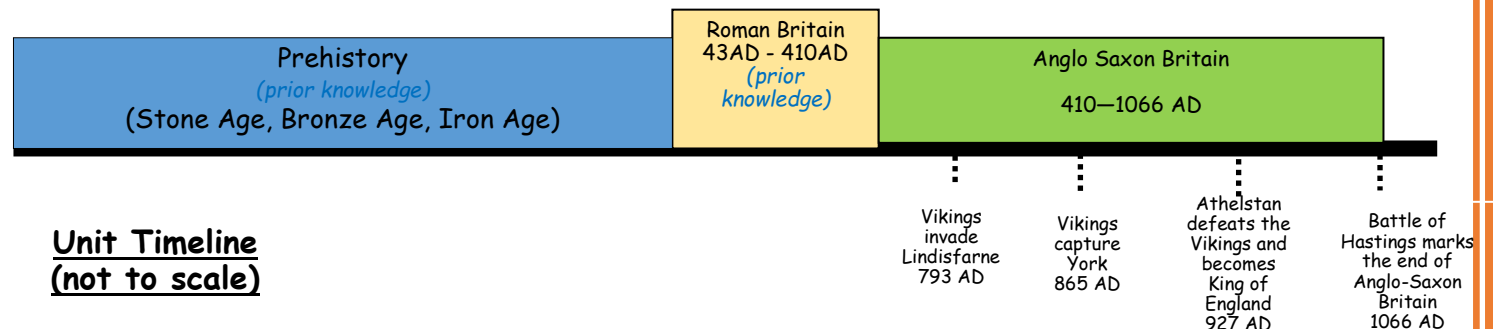 Prehistory
(prior knowledge)
(Stone Age, Bronze Age, Iron Age)
Roman Britain
43AD - 410AD
(prior
knowledge)
Anglo Saxon Britain
410—1066 AD
Unit Timeline
(not to scale)
Vikings
invade
Lindisfarne
793 AD
Vikings
capture
York
865 AD
Athelstan
defeats the
Vikings and
becomes
King of
England
927 AD
Battle of
Hastings marks
the end of
Anglo-Saxon
Britain
1066 AD